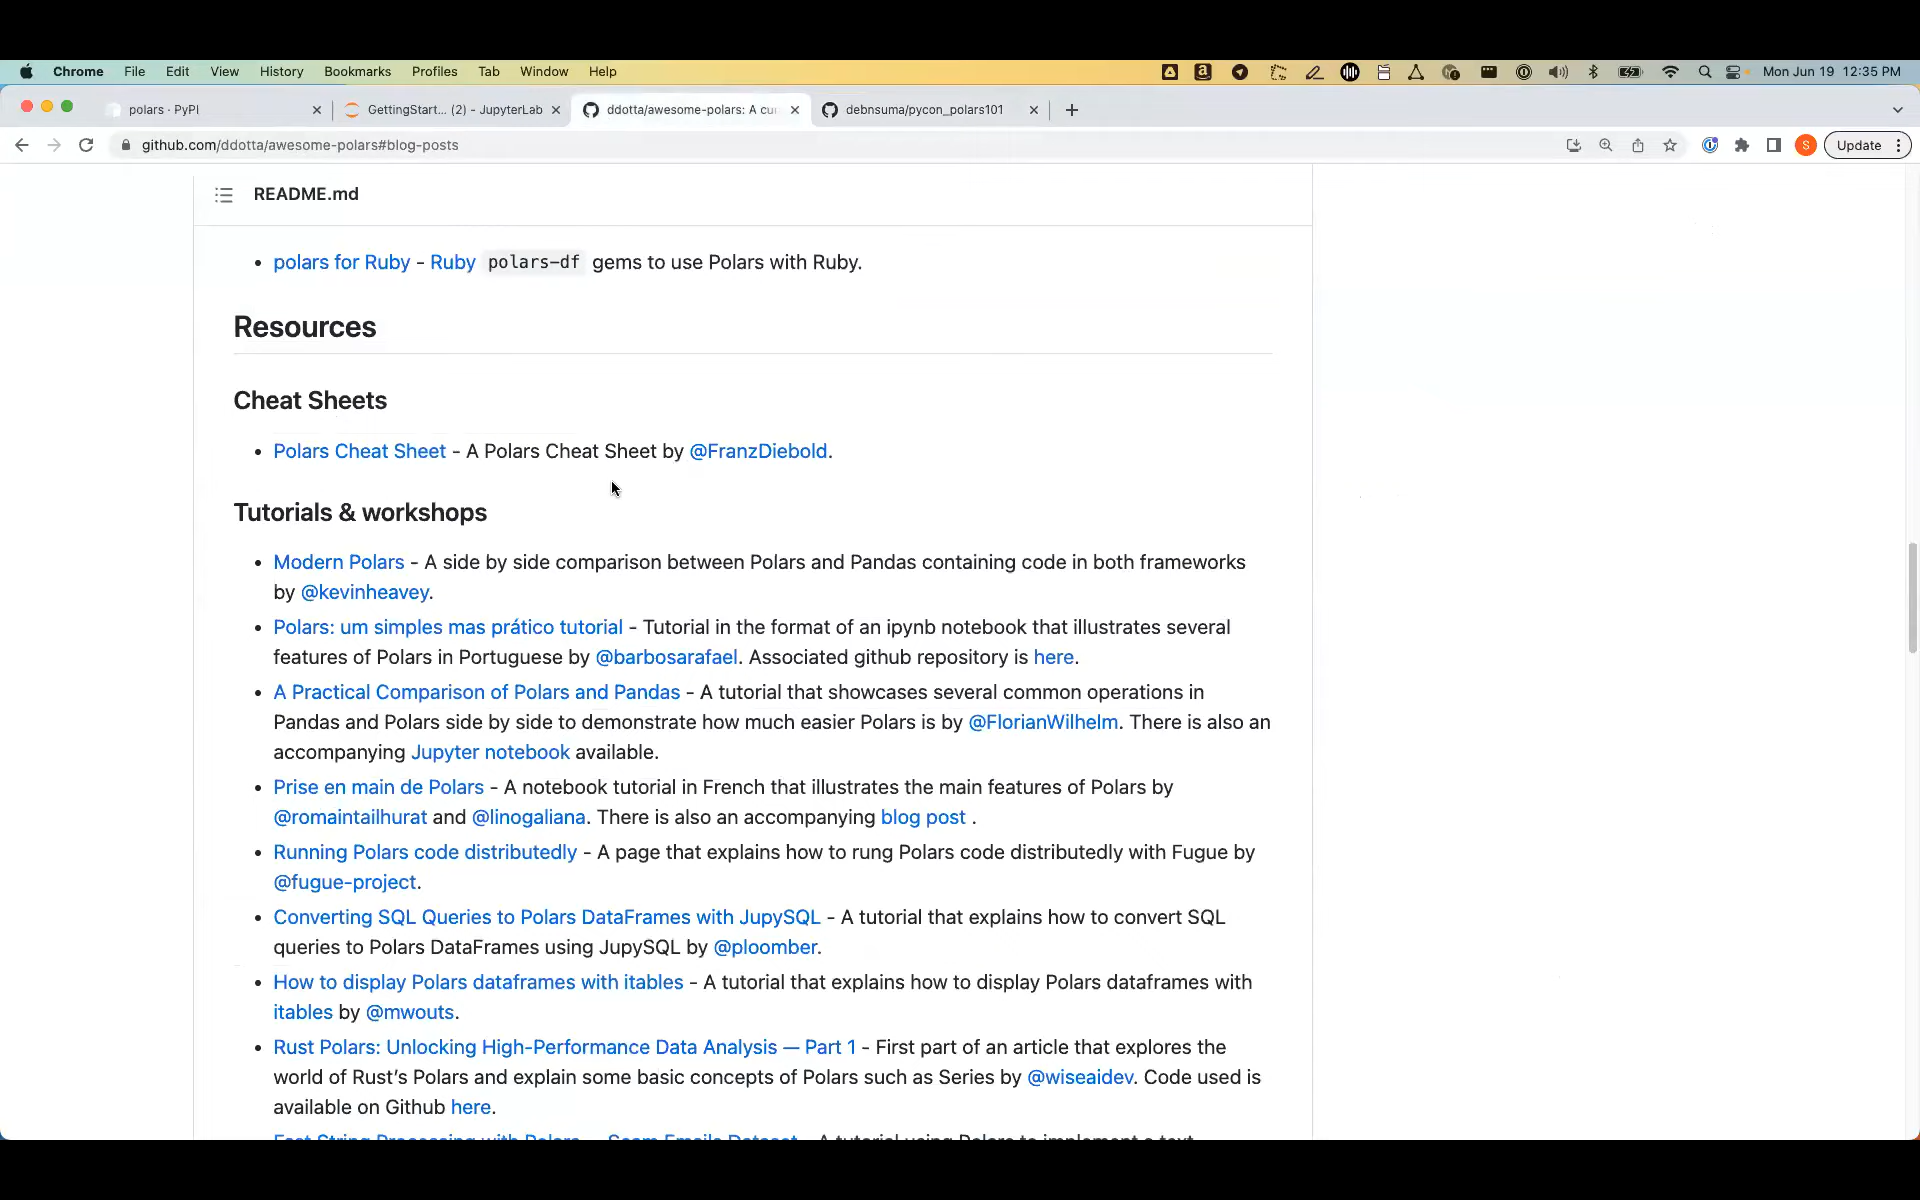 Chrome File Edit View History Bookmarks Profiles Tab Window Help Mon Jun 19 12:35 PM
polars · PyPI GettingStart... (2) - JupyterLab ddotta/awesome-polars: A cu debnsuma/pycon_polars101
github.com/ddotta/awesome-polars#blog-posts S Update
README.md
• polars for Ruby - Ruby polars-df gems to use Polars with Ruby.
Resources
Cheat Sheets
• Polars Cheat Sheet - A Polars Cheat Sheet by @FranzDiebold.
Tutorials & workshops
• Modern Polars - A side by side comparison between Polars and Pandas containing code in both frameworks
by @kevinheavey.
• Polars: um simples mas prático tutorial - Tutorial in the format of an ipynb notebook that illustrates several
features of Polars in Portuguese by @barbosarafael. Associated github repository is here.
• A Practical Comparison of Polars and Pandas - A tutorial that showcases several common operations in
Pandas and Polars side by side to demonstrate how much easier Polars is by @FlorianWilhelm. There is also an
accompanying Jupyter notebook available.
• Prise en main de Polars - A notebook tutorial in French that illustrates the main features of Polars by
@romaintailhurat and @linogaliana. There is also an accompanying blog post .
• Running Polars code distributedly - A page that explains how to rung Polars code distributedly with Fugue by
@fugue-project.
• Converting SQL Queries to Polars DataFrames with JupySQL - A tutorial that explains how to convert SQL
queries to Polars DataFrames using JupySQL by @ploomber.
• How to display Polars dataframes with itables - A tutorial that explains how to display Polars dataframes with
itables by @mwouts.
• Rust Polars: Unlocking High-Performance Data Analysis — Part 1 - First part of an article that explores the
world of Rust's Polars and explain some basic concepts of Polars such as Series by @wiseaidev. Code used is
available on Github here.
Fast String Processing with Polars — Scam Emails Dataset - A tutorial using Polars to implement a text